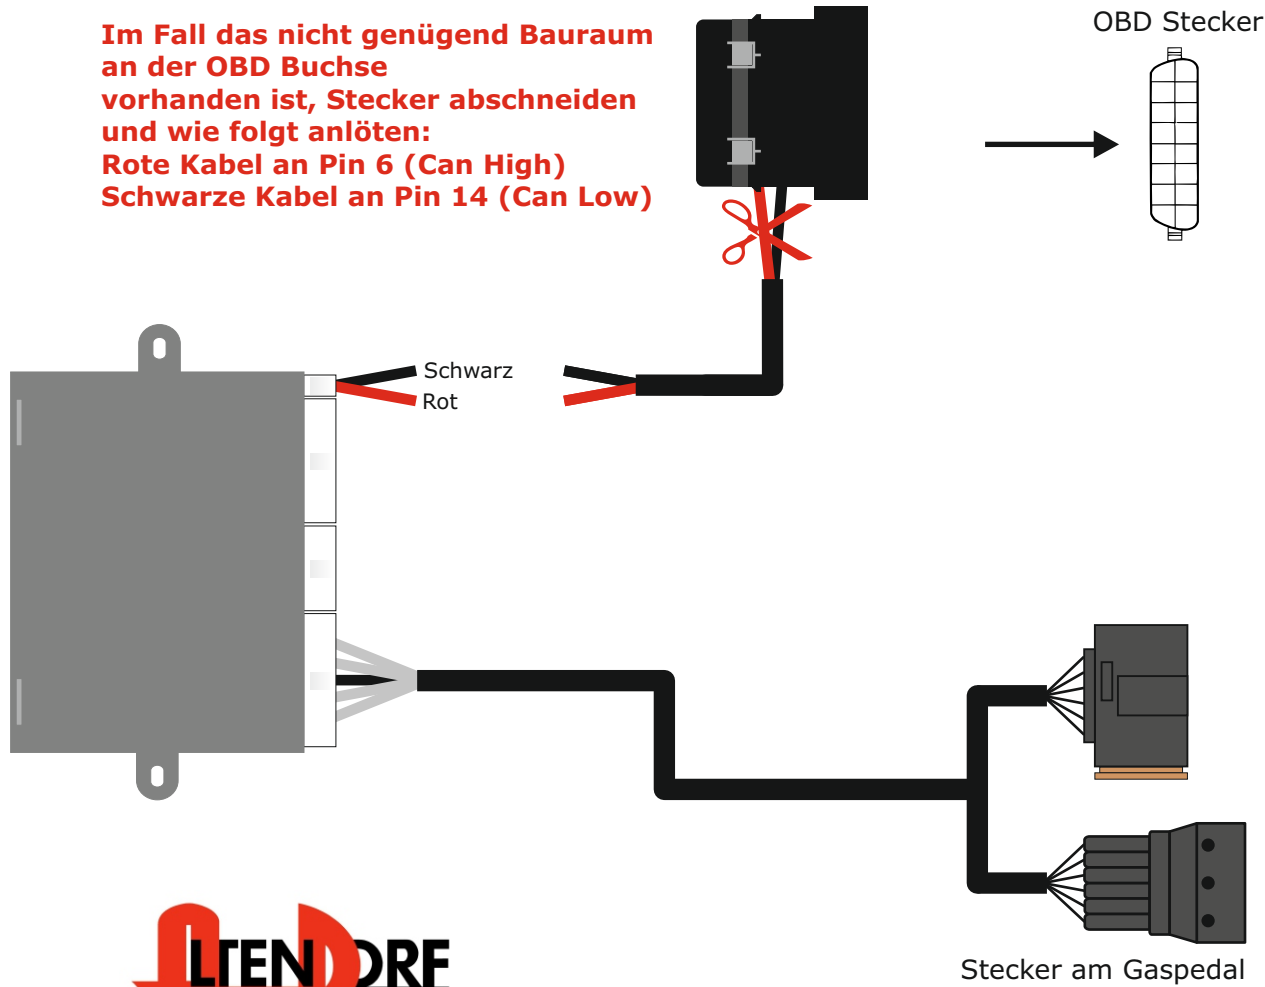 Im Fall das nicht genügend Bauraum
an der OBD Buchse
vorhanden ist, Stecker abschneiden
und wie folgt anlöten:
Rote Kabel an Pin 6 (Can High)
Schwarze Kabel an Pin 14 (Can Low)
OBD Stecker
Schwarz
Rot
ALTENDORF
Stecker am Gaspedal